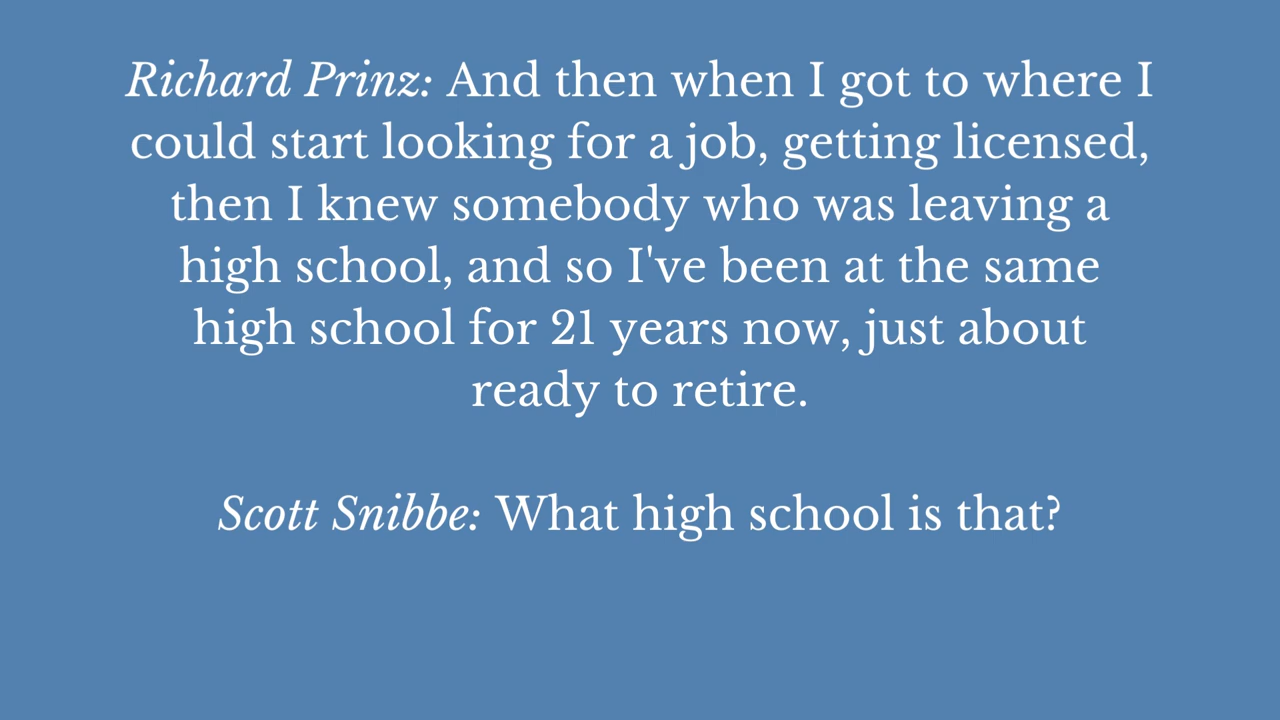 Richard Prinz: And then when I got to where I
could start looking for a job, getting licensed,
then I knew somebody who was leaving a
high school, and so I've been at the same
high school for 21 years now, just about
ready to retire.
Scott Snibbe: What high school is that?